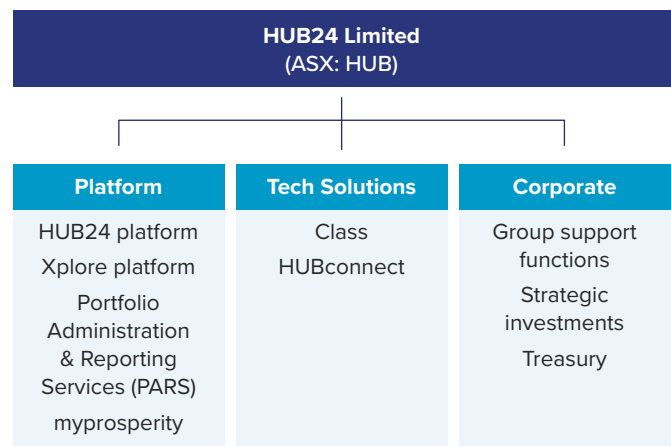 HUB24 Limited
(ASX: HUB)
Platform
HUB24 platform
Xplore platform
Portfolio
Administration
& Reporting
Services (PARS)
myprosperity
Tech Solutions
Class
HUBconnect
Corporate
Group support
functions
Strategic
investments
Treasury